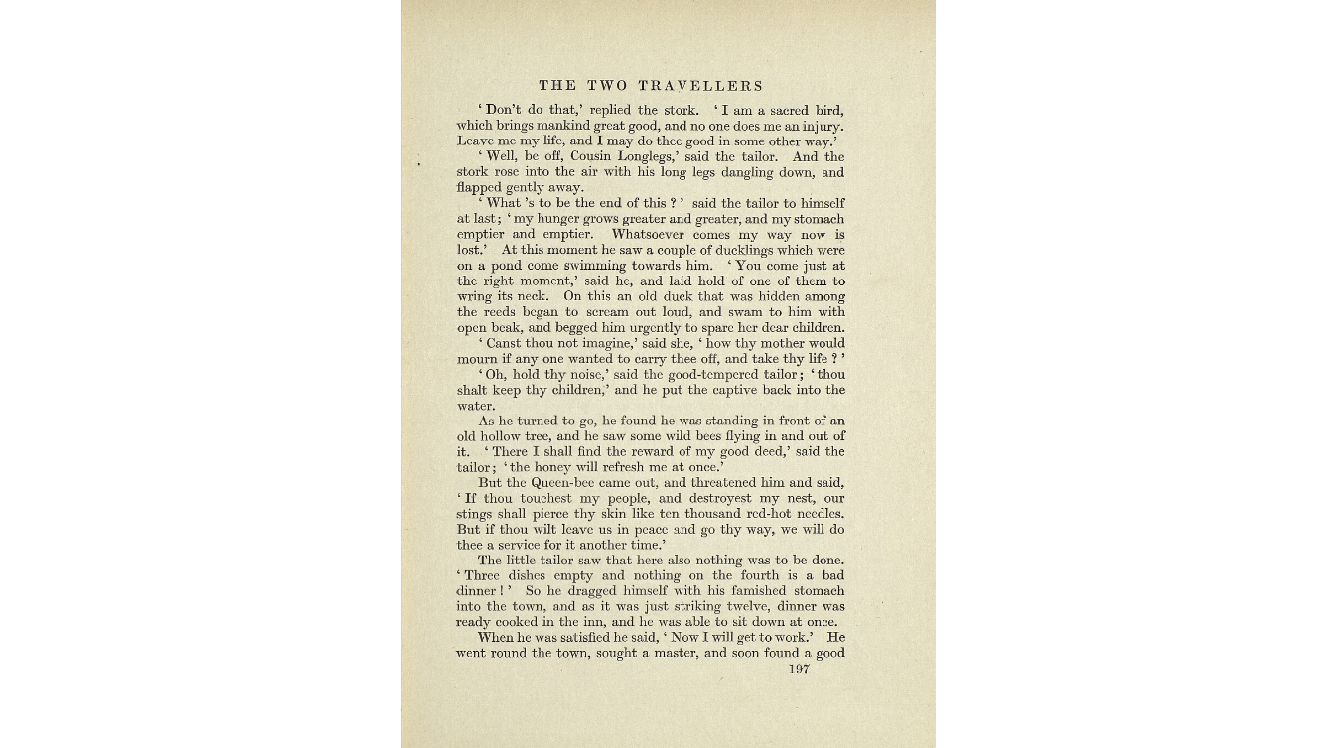 THE TWO TRAVELLERS
‘ Don’t do that,’ replied the stork. ‘ I am a sacred bird,
which brings mankind great good, and no one does me an injury.
Leave me my life, and I may do thee good in some other way.’
‘ Well, be off, Cousin Longlegs,’ said the tailor. And the
stork rose into the air with his long legs dangling down, and
flapped gently away.
‘ What ’s to be the end of this ? ’ said the tailor to himself
at last ; ‘ my hunger grows greater and greater, and my stomach
emptier and emptier. Whatsoever comes my way now is
lost.’ At this moment he saw a couple of ducklings which were
on a pond come swimming towards him. ‘ You come just at
the right moment,’ said he, and laid hold of one of them to
wring its neck. On this an old duck that was hidden among
the reeds began to scream out loud, and swam to him with
open beak, and begged him urgently to spare her dear children.
‘ Canst thou not imagine,’ said she, ‘ how thy mother would
mourn if any one wanted to carry thee off, and take thy life ? ’
‘ Oh, hold thy noise,’ said the good-tempered tailor ; ‘ thou
shalt keep thy children,’ and he put the captive back into the
water.
As he turned to go, he found he was standing in front of an
old hollow tree, and he saw some wild bees flying in and out of
it. ‘ There I shall find the reward of my good deed,’ said the
tailor ; ‘ the honey will refresh me at once.’
But the Queen-bee came out, and threatened him and said,
‘ If thou touchest my people, and destroyest my nest, our
stings shall pierce thy skin like ten thousand red-hot needles.
But if thou wilt leave us in peace and go thy way, we will do
thee a service for it another time.’
The little tailor saw that here also nothing was to be done.
‘ Three dishes empty and nothing on the fourth is a bad
dinner ! ’ So he dragged himself with his famished stomach
into the town, and as it was just striking twelve, dinner was
ready cooked in the inn, and he was able to sit down at once.
When he was satisfied he said, ‘ Now I will get to work.’ He
went round the town, sought a master, and soon found a good
197